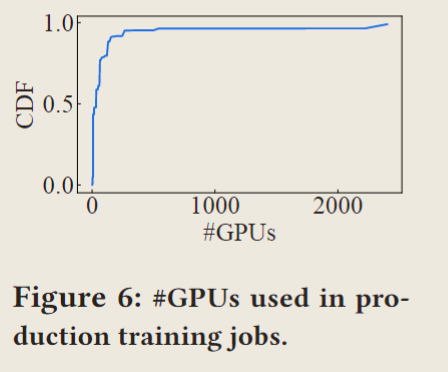 1.0
0.5
0.0
CDF
0
1000
2000
#GPUs
Figure 6: #GPUs used in pro-
duction training jobs.